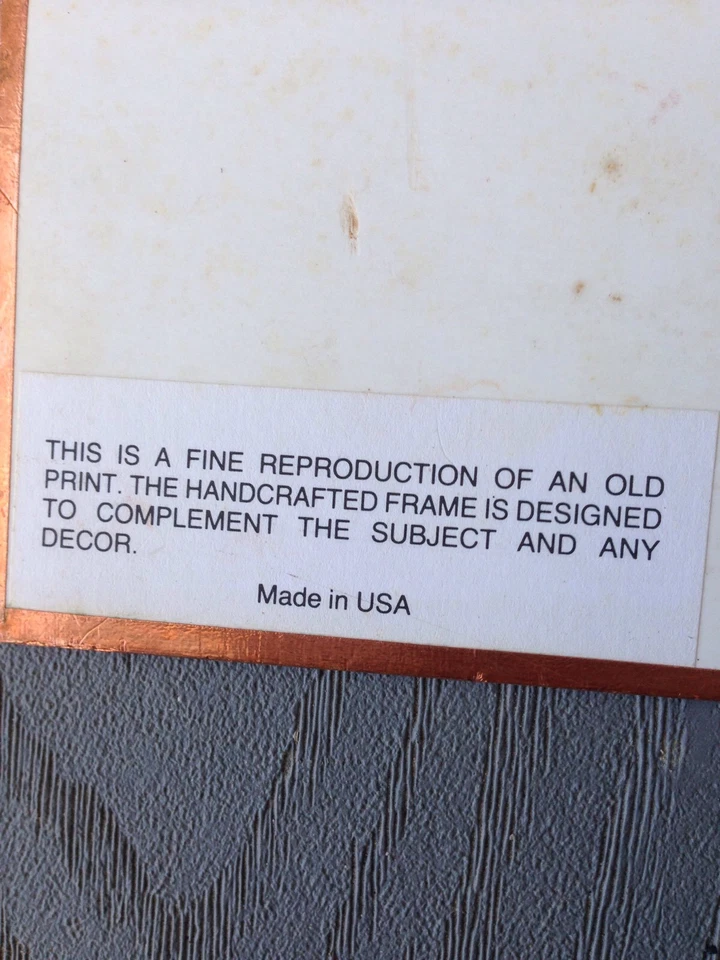 THIS IS A FINE REPRODUCTION OF AN OLD
PRINT. THE HANDCRAFTED FRAME IS DESIGNED
TO COMPLEMENT THE SUBJECT AND ANY
DECOR.
Made in USA